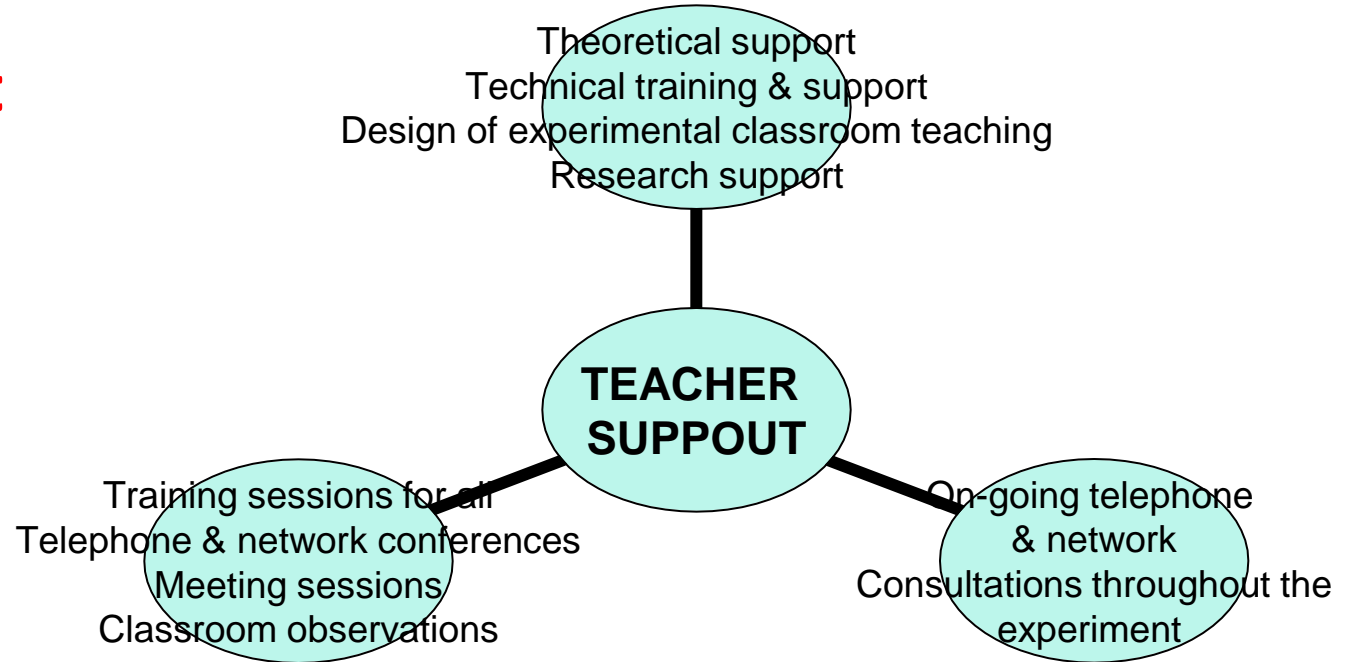 Theoretical support
Technical training & support
Design of experimental classroom teaching
Research support
TEACHER
SUPPOUT
Training sessions for all
Telephone & network conferences
Meeting sessions
Classroom observations
On-going telephone
& network
Consultations throughout the
experiment